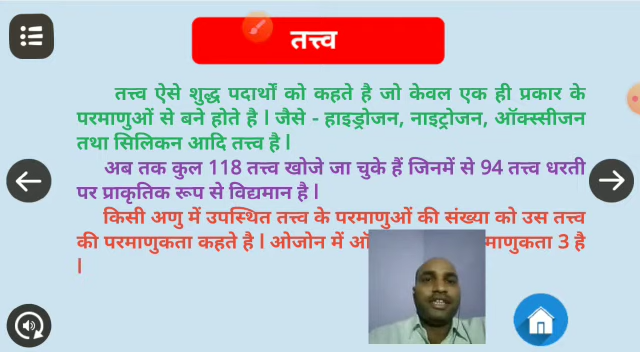 तत्त्व
तत्त्व ऐसे शुद्ध पदार्थों को कहते है जो केवल एक ही प्रकार के
परमाणुओं से बने होते है । जैसे - हाइड्रोजन, नाइट्रोजन, ऑक्स्सीजन
तथा सिलिकन आदि तत्त्व है ।
अब तक कुल 118 तत्त्व खोजे जा चुके हैं जिनमें से 94 तत्त्व धरती
पर प्राकृतिक रूप से विद्यमान है ।
किसी अणु में उपस्थित तत्त्व के परमाणुओं की संख्या को उस तत्त्व
की परमाणुकता कहते है । ओजोन में ऑ माणुकता 3 है
।